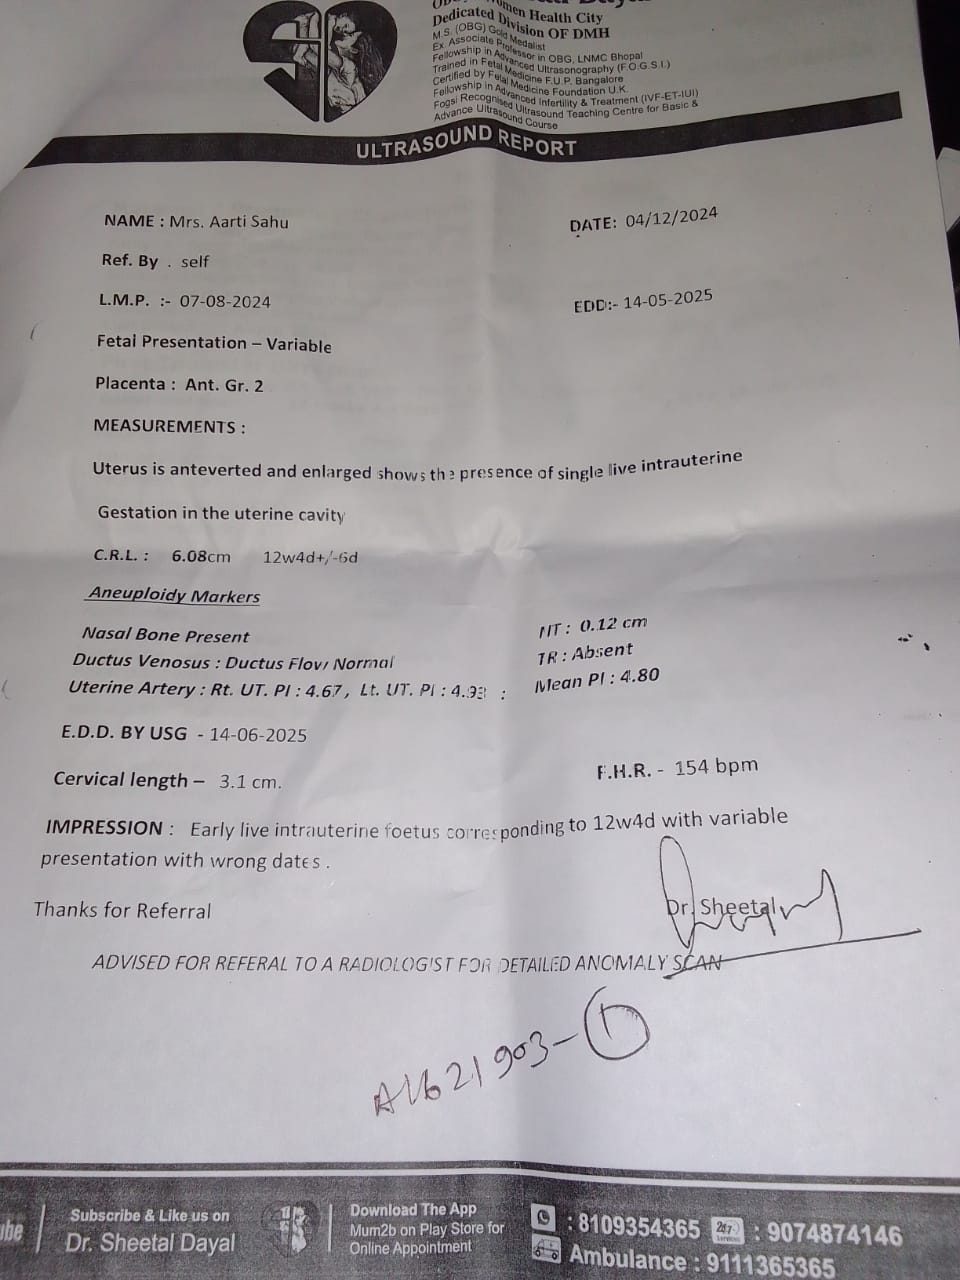 Women Health City
Dedicated Division OF DMH
M.S. (OBG) Gold Medalist
Ex. Associate Professor in OBG, LNMC Bhopal
Fellowship in Advanced Ultrasonography (F.O.G.S.I.)
Trained in Fetal Medicine F.U.P. Bangalore
Certified by Fetal Medicine Foundation U.K.
Fellowship in Advanced Infertility & Treatment (IVF-ET-IUI)
Fogsi Recognised Ultrasound Teaching Centre for Basic &
Advance Ultrasound Course
ULTRASOUND REPORT
NAME : Mrs. Aarti Sahu DATE: 04/12/2024
Ref. By . self
L.M.P. :- 07-08-2024 EDD:- 14-05-2025
Fetal Presentation – Variable
Placenta : Ant. Gr. 2
MEASUREMENTS :
Uterus is anteverted and enlarged shows the presence of single live intrauterine
Gestation in the uterine cavity
C.R.L. : 6.08cm 12w4d+/-6d
Aneuploidy Markers
Nasal Bone Present NT : 0.12 cm
Ductus Venosus : Ductus Flow Normal TR : Absent
Uterine Artery : Rt. UT. PI : 4.67, Lt. UT. PI : 4.93 ; Mean PI : 4.80
E.D.D. BY USG - 14-06-2025
Cervical length – 3.1 cm. F.H.R. - 154 bpm
IMPRESSION : Early live intrauterine foetus corresponding to 12w4d with variable
presentation with wrong dates .
Thanks for Referral
Dr. Sheetal
ADVISED FOR REFERAL TO A RADIOLOGIST FOR DETAILED ANOMALY SCAN
Subscribe & Like us on
Dr. Sheetal Dayal
Download The App
Mum2b on Play Store for
Online Appointment
: 8109354365 24x7 : 9074874146
Ambulance : 9111365365